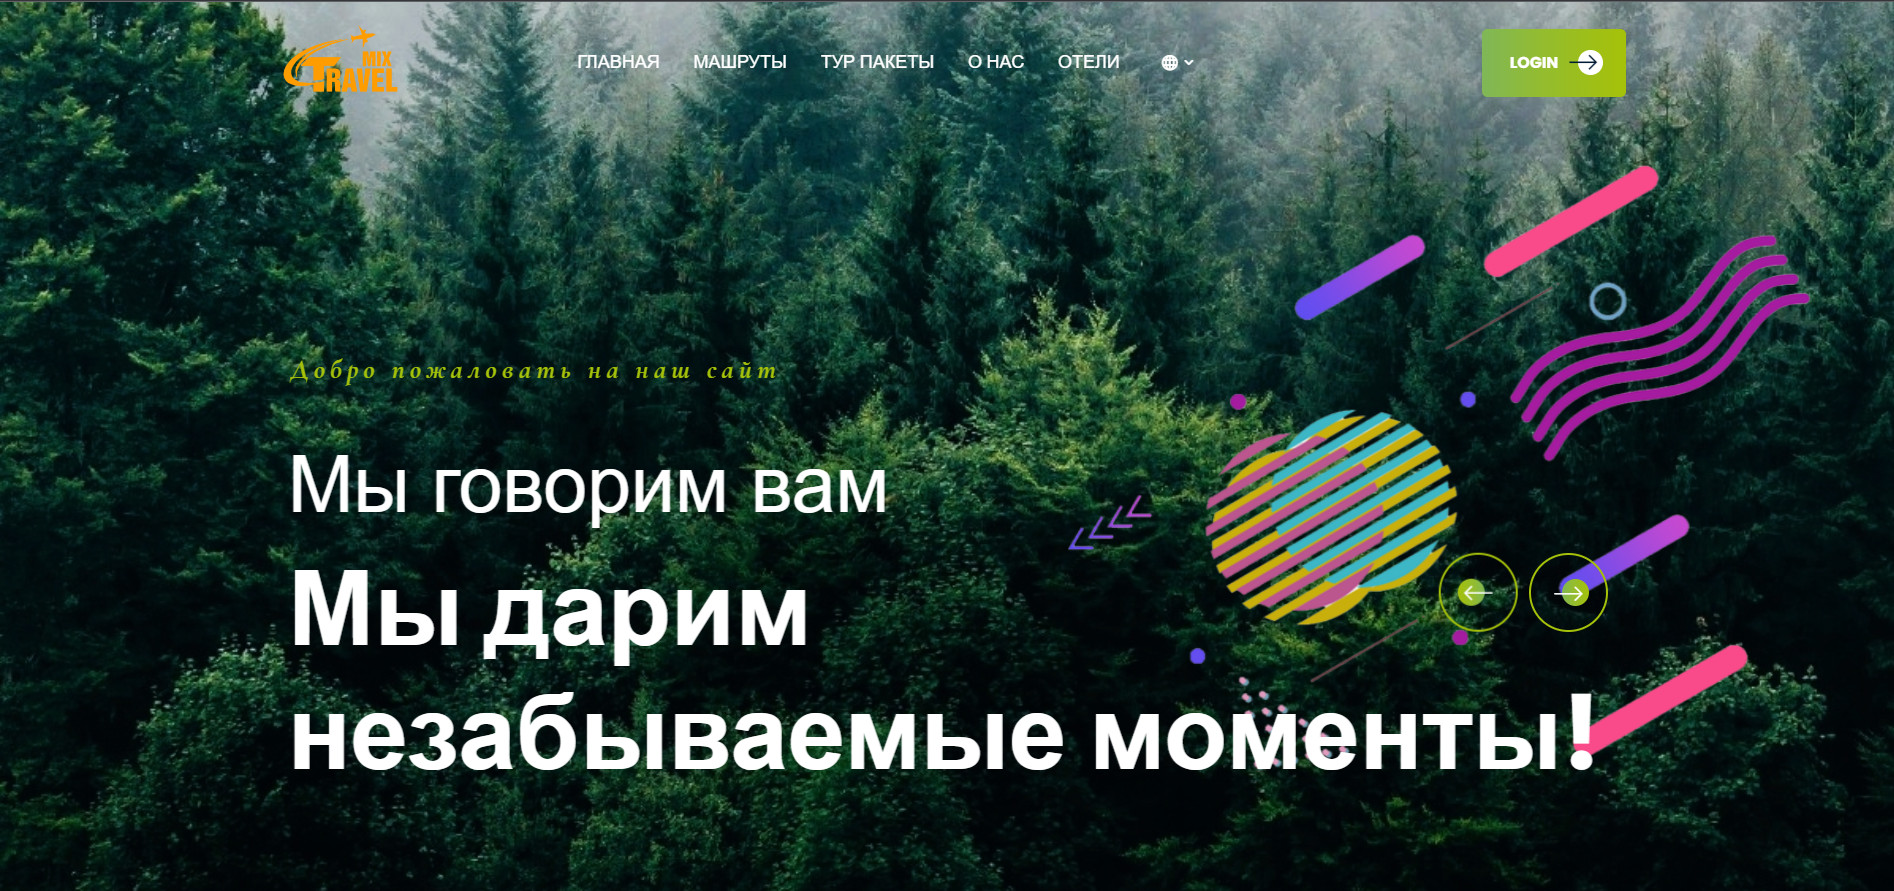 MIX
TRAVEL
ГЛАВНАЯ МАШРУТЫ ТУР ПАКЕТЫ О НАС ОТЕЛИ
LOGIN
Добро пожаловать на наш сайт
Мы говорим вам
Мы дарим
незабываемые моменты!